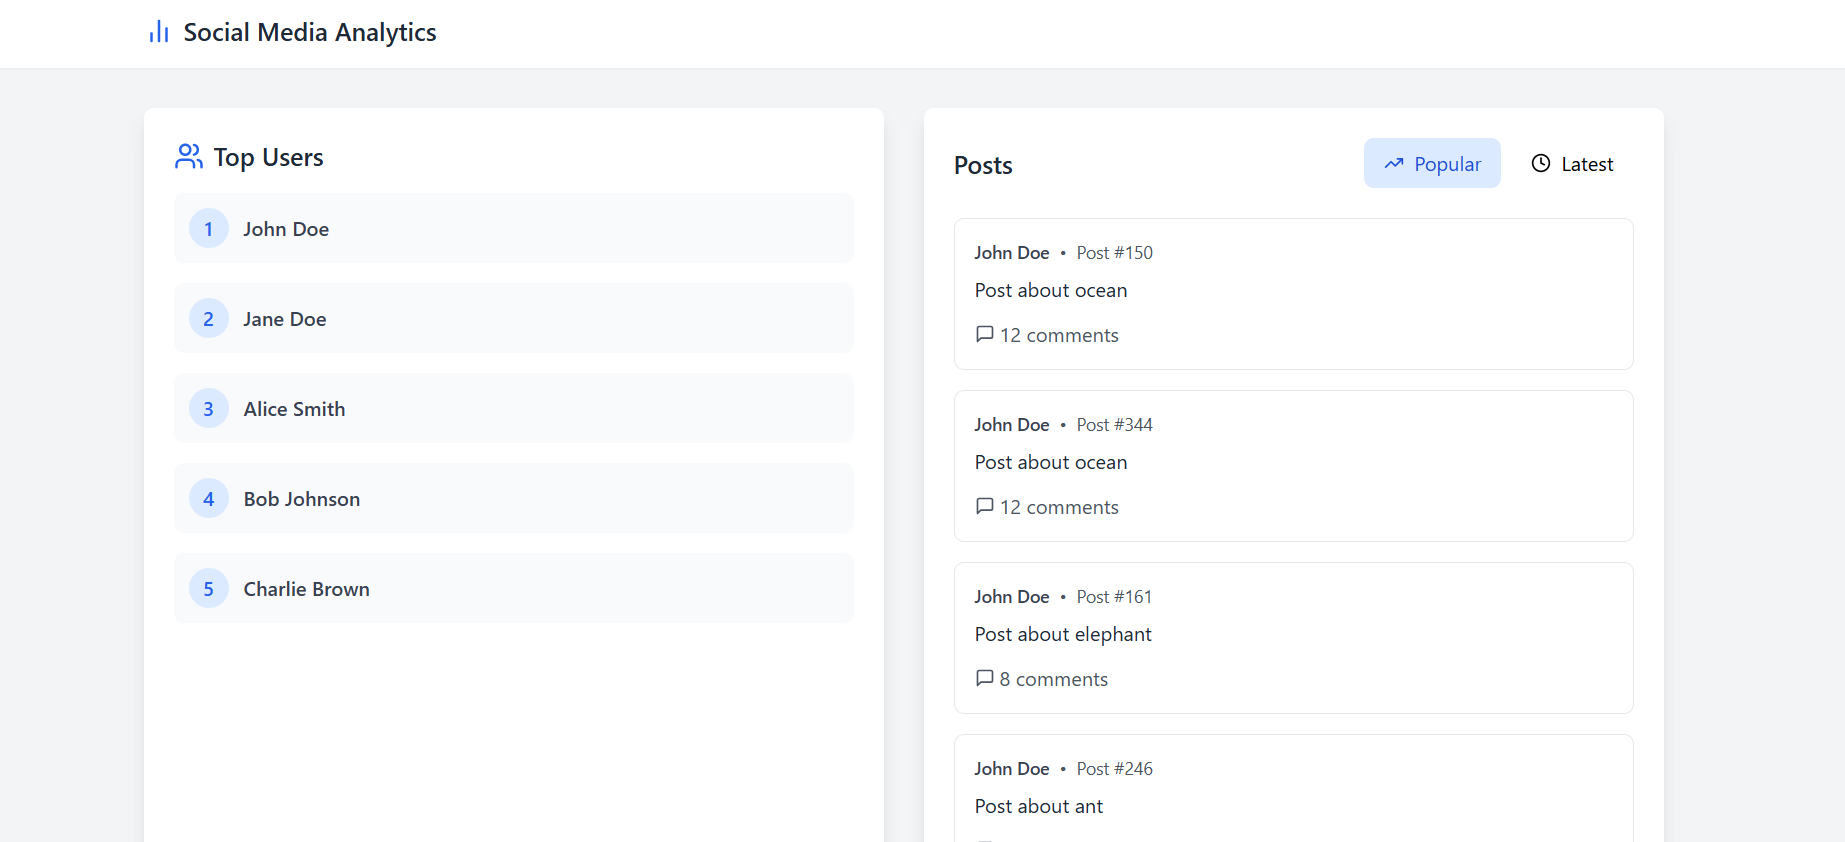 Social Media Analytics
Top Users
1 John Doe
2 Jane Doe
3 Alice Smith
4 Bob Johnson
5 Charlie Brown
Posts
Popular
Latest
John Doe • Post #150
Post about ocean
12 comments
John Doe • Post #344
Post about ocean
12 comments
John Doe • Post #161
Post about elephant
8 comments
John Doe • Post #246
Post about ant